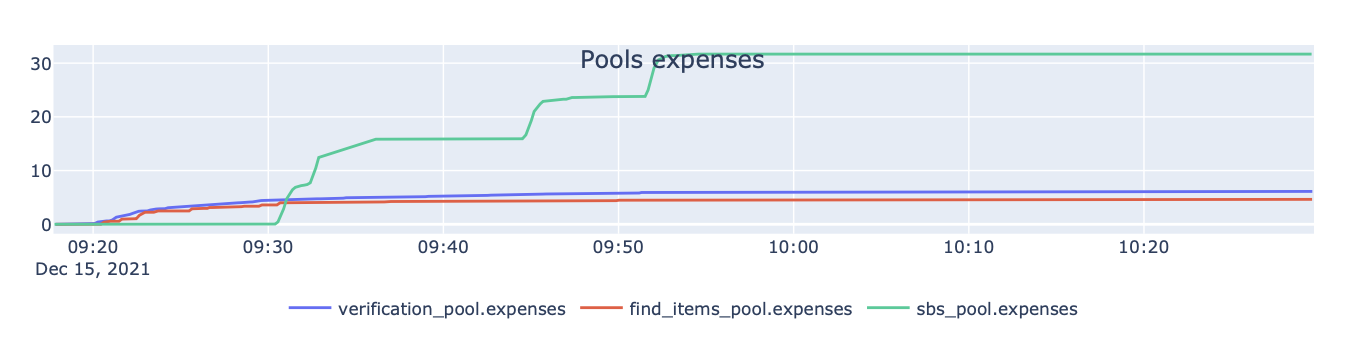 Pools expenses
30
20
10
0
09:20 09:30 09:40 09:50 10:00 10:10 10:20
Dec 15, 2021
verification_pool.expenses find_items_pool.expenses sbs_pool.expenses